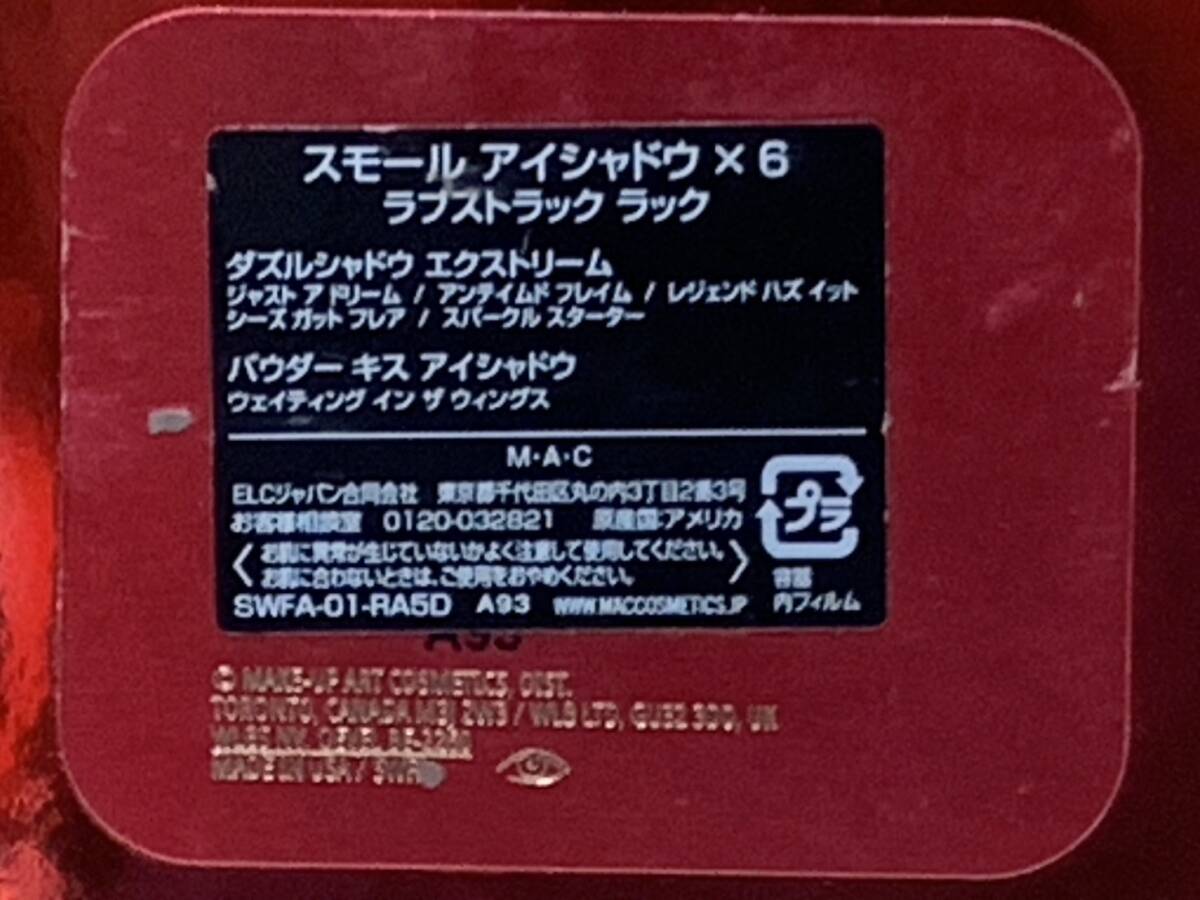 スモール アイシャドウ × 6
ラブストラック ラック
ダズルシャドウ エクストリーム
ジャスト ア ドリーム / アンテイムド フレイム / レジェンド ハズ イット
シーズ ガット フレア / スパークル スターター
パウダー キス アイシャドウ
ウェイティング イン ザ ウィングス
M·A·C
ELCジャパン合同会社 東京都千代田区丸の内3丁目2番3号
お客様相談室 0120-032821 原産国:アメリカ
お肌に異常が生じていないかよく注意して使用してください。
お肌に合わないときは、ご使用をおやめください。
プラ
容器
内フィルム
SWFA-01-RA5D A93 WWW.MACCOSMETICS.JP
A93
© MAKE-UP ART COSMETICS, DIST.
TORONTO, CANADA M3J 2W3 / WLB LTD, GU32 3DD, UK
MADE IN USA /